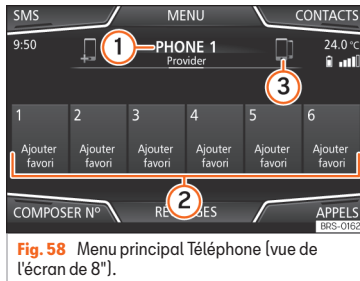 SMS MENU CONTACTS
9:50 1 PHONE 1 24.0 °C
Provider
3
1 2 3 4 5 6
Ajouter favori Ajouter favori Ajouter favori Ajouter favori Ajouter favori Ajouter favori
2
COMPOSER Nº APPELS
BRS-0162
Fig. 58 Menu principal Téléphone (vue de
l'écran de 8").